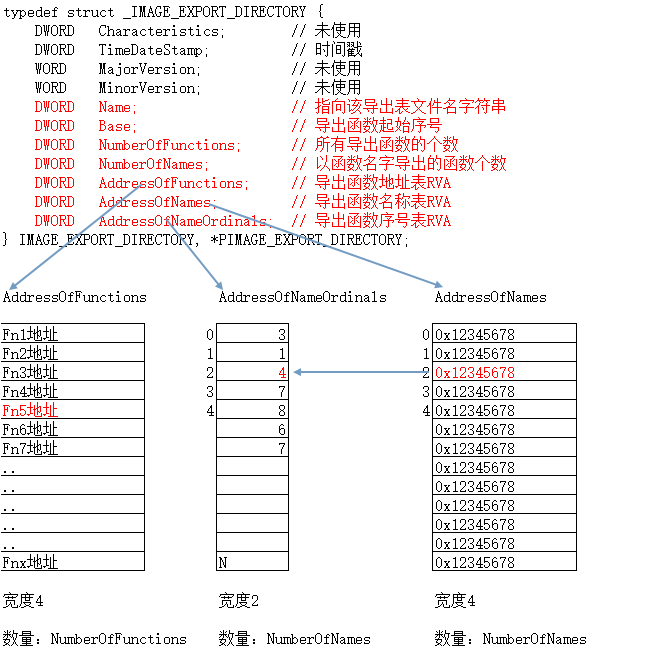 typedef struct _IMAGE_EXPORT_DIRECTORY {
DWORD Characteristics; // 未使用
DWORD TimeDateStamp; // 时间戳
WORD MajorVersion; // 未使用
WORD MinorVersion; // 未使用
DWORD Name; // 指向该导出表文件名字符串
DWORD Base; // 导出函数起始序号
DWORD NumberOfFunctions; // 所有导出函数的个数
DWORD NumberOfNames; // 以函数名字导出的函数个数
DWORD AddressOfFunctions; // 导出函数地址表RVA
DWORD AddressOfNames; // 导出函数名称表RVA
DWORD AddressOfNameOrdinals; // 导出函数序号表RVA
} IMAGE_EXPORT_DIRECTORY, *PIMAGE_EXPORT_DIRECTORY;
AddressOfFunctions AddressOfNameOrdinals AddressOfNames
Fn1地址 0 3 0 0x12345678
Fn2地址 1 1 1 0x12345678
Fn3地址 2 4 2 0x12345678
Fn4地址 3 7 3 0x12345678
Fn5地址 4 8 4 0x12345678
Fn6地址 6 0x12345678
Fn7地址 7 0x12345678
.. 0x12345678
.. 0x12345678
.. 0x12345678
.. 0x12345678
.. 0x12345678
Fnx地址 N 0x12345678
宽度4 宽度2 宽度4
数量: NumberOfFunctions 数量: NumberOfNames 数量: NumberOfNames